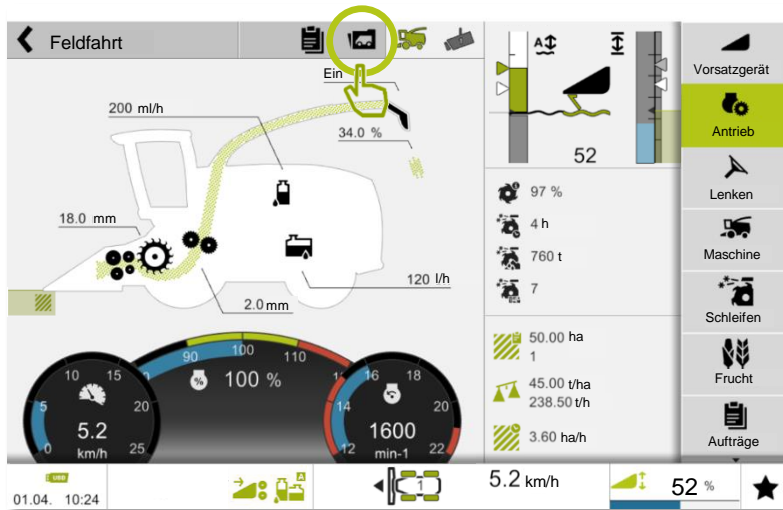 Feldfahrt
Ein
200 ml/h
34.0 %
18.0 mm
120 l/h
2.0 mm
90 100 110
% 100 %
5 10 15 20 25 0
5.2
km/h
12 14 16 18 20 22
1600
min-1
A
52
97 %
4 h
760 t
7
50.00 ha
1
45.00 t/ha
238.50 t/h
3.60 ha/h
Vorsatzgerät
Antrieb
Lenken
Maschine
Schleifen
Frucht
Aufträge
USB
01.04. 10:24
A
1
5.2 km/h
52 %